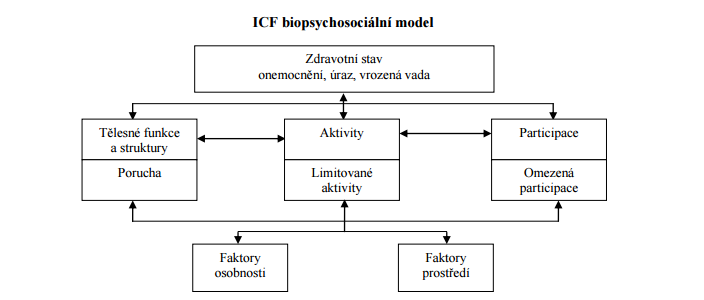 ICF biopsychosociální model
Zdravotní stav
onemocnění, úraz, vrozená vada
Tělesné funkce
a struktury
Aktivity
Participace
Porucha
Limitované
aktivity
Omezená
participace
Faktory
osobnosti
Faktory
prostředí